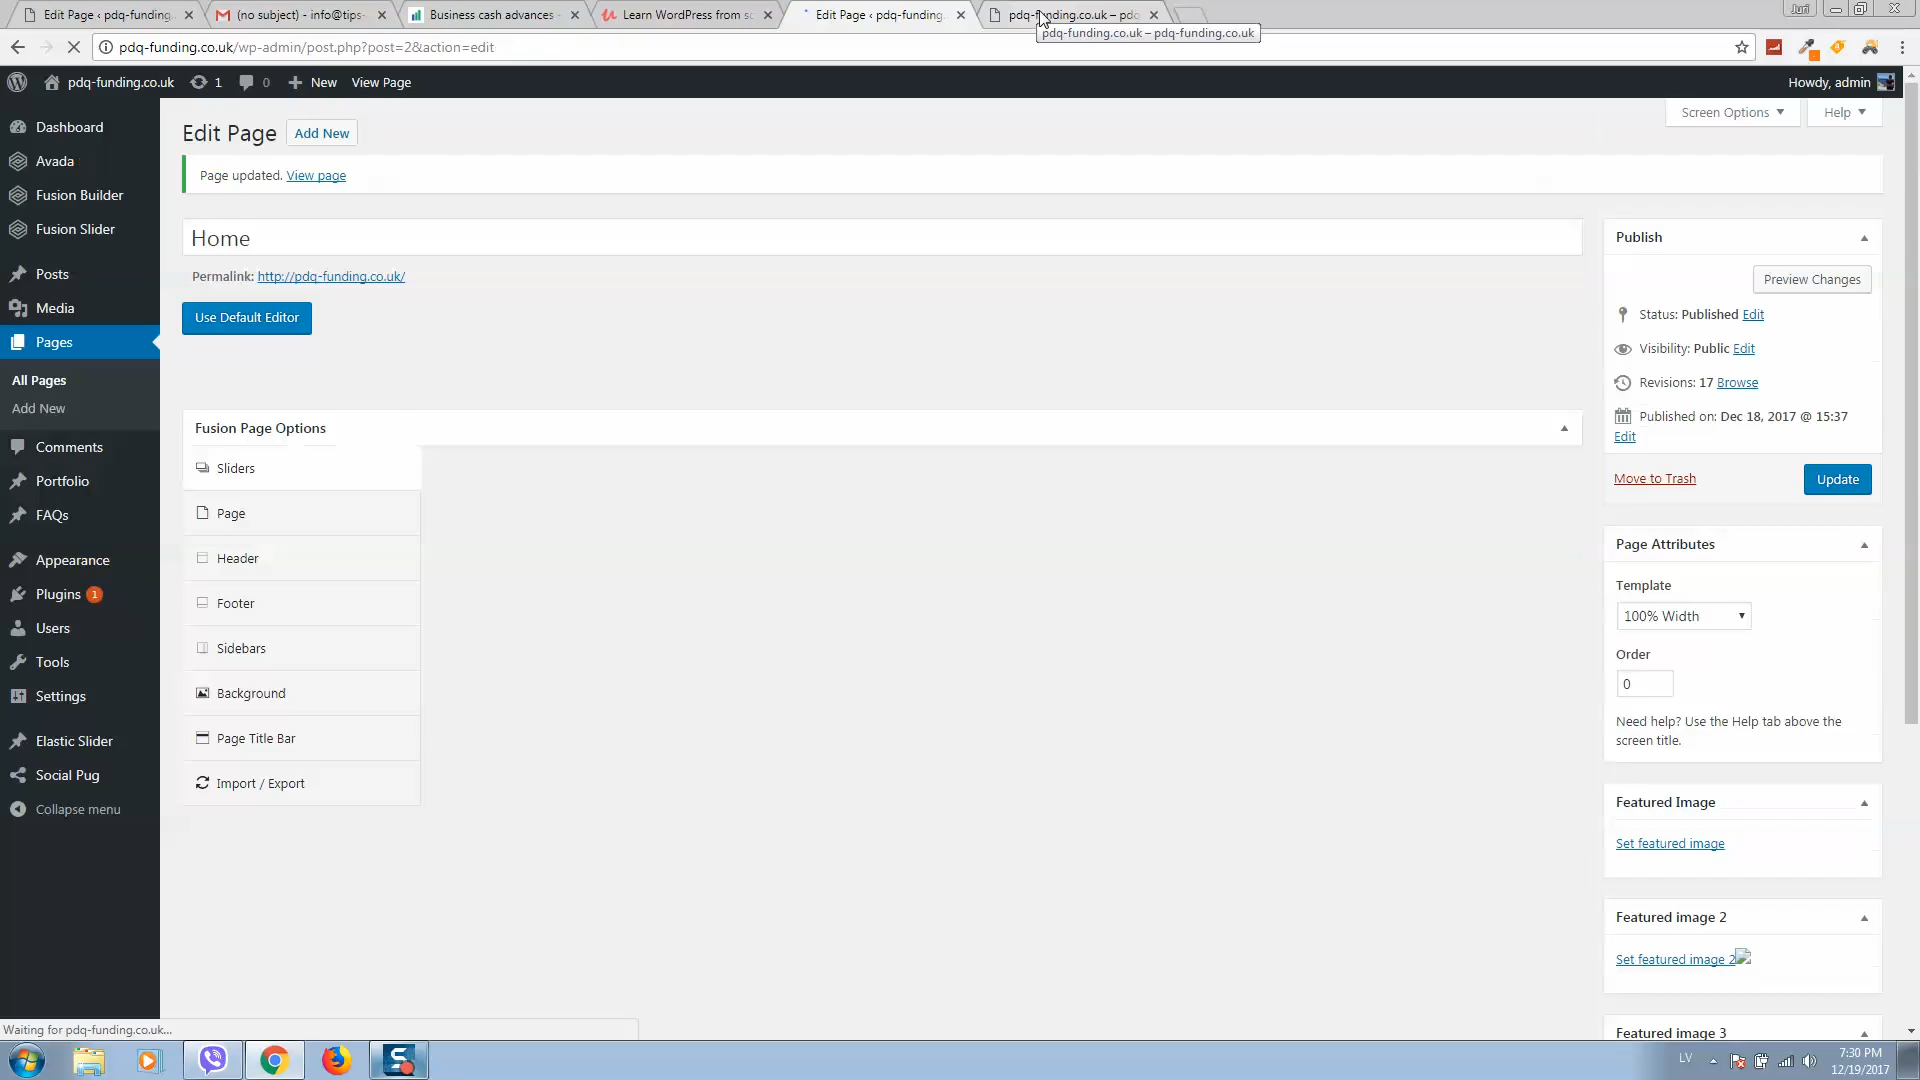 Edit Page ‹ pdq-funding.
(no subject) - info@tips-
Business cash advances -
Learn WordPress from sc
Edit Page ‹ pdq-funding.
pdq-funding.co.uk – pdq
Juri
pdq-funding.co.uk/wp-admin/post.php?post=2&action=edit
pdq-funding.co.uk – pdq-funding.co.uk
pdq-funding.co.uk
1
0
New
View Page
Howdy, admin
Dashboard
Avada
Fusion Builder
Fusion Slider
Posts
Media
Pages
All Pages
Add New
Comments
Portfolio
FAQs
Appearance
Plugins 1
Users
Tools
Settings
Elastic Slider
Social Pug
Collapse menu
Screen Options
Help
Edit Page
Add New
Page updated. View page
Home
Permalink: http://pdq-funding.co.uk/
Use Default Editor
Fusion Page Options
Sliders
Page
Header
Footer
Sidebars
Background
Page Title Bar
Import / Export
Publish
Preview Changes
Status: Published Edit
Visibility: Public Edit
Revisions: 17 Browse
Published on: Dec 18, 2017 @ 15:37
Edit
Move to Trash
Update
Page Attributes
Template
100% Width
Order
0
Need help? Use the Help tab above the
screen title.
Featured Image
Set featured image
Featured image 2
Set featured image 2
Featured image 3
Waiting for pdq-funding.co.uk...
LV
7:30 PM
12/19/2017